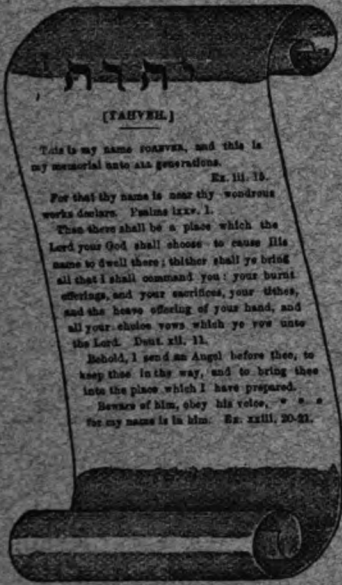 [YAHVEH.]
This is my name FOREVER, and this is
my memorial unto ALL generations.
Ex. iii. 15.
For that thy name is near thy wondrous
works declare. Psalms lxxv. 1.
Then there shall be a place which the
Lord your God shall choose to cause His
name to dwell there; thither shall ye bring
all that I shall command you: your burnt
offerings, and your sacrifices, your tithes,
and the heave offering of your hand, and
all your choice vows which ye vow unto
the Lord. Deut. xii. 11.
Behold, I send an Angel before thee, to
keep thee in the way, and to bring thee
into the place which I have prepared.
Beware of him, obey his voice, * * *
for my name is in him. Ex. xxiii. 20-21.